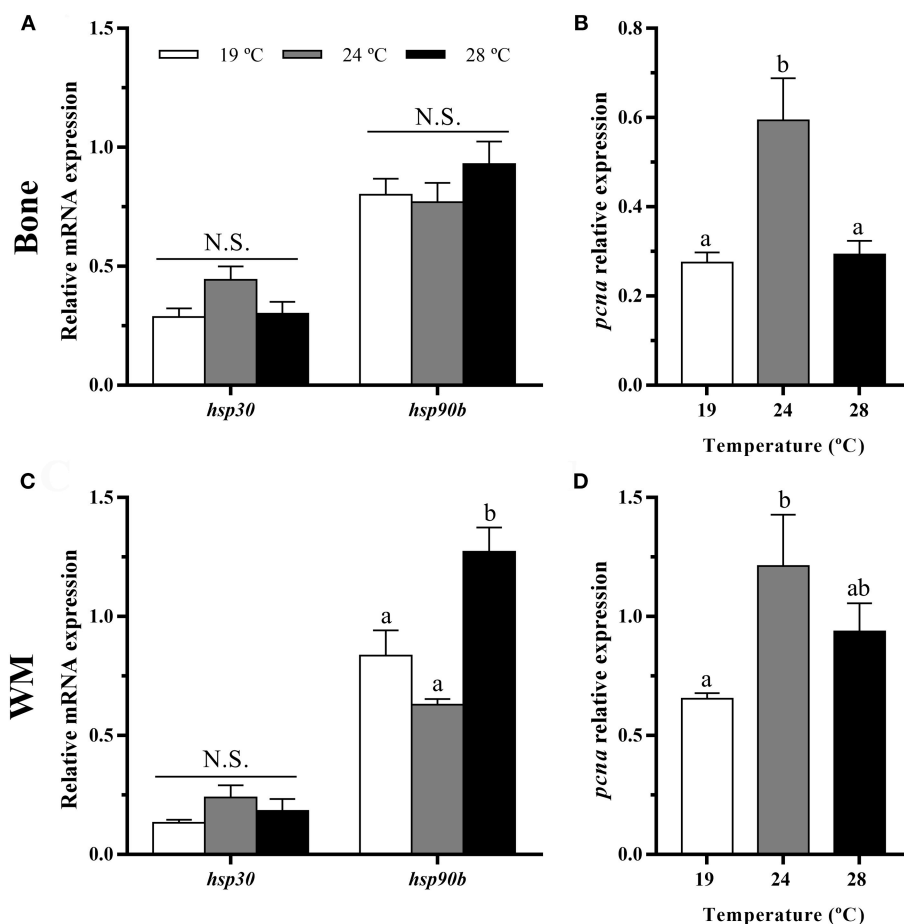 A
Bone
Relative mRNA expression
1.5
1.0
0.5
0.0
19 ºC 24 ºC 28 ºC
N.S.
N.S.
hsp30 hsp90b
B
pcna relative expression
0.8
0.6
0.4
0.2
0.0
a
b
a
19 24 28
Temperature (ºC)
C
WM
Relative mRNA expression
1.5
1.0
0.5
0.0
N.S.
a
a
b
hsp30 hsp90b
D
pcna relative expression
1.5
1.0
0.5
0.0
a
b
ab
19 24 28
Temperature (ºC)